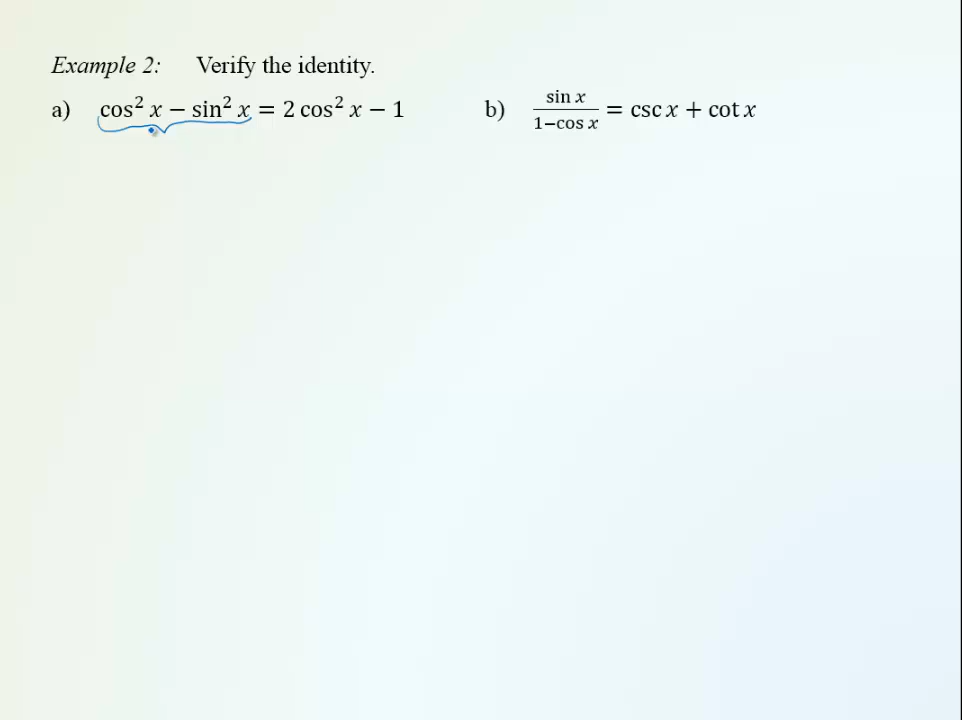 Example 2: Verify the identity.
a) cos² x − sin² x = 2 cos² x − 1
b) sin x / 1−cos x = csc x + cot x